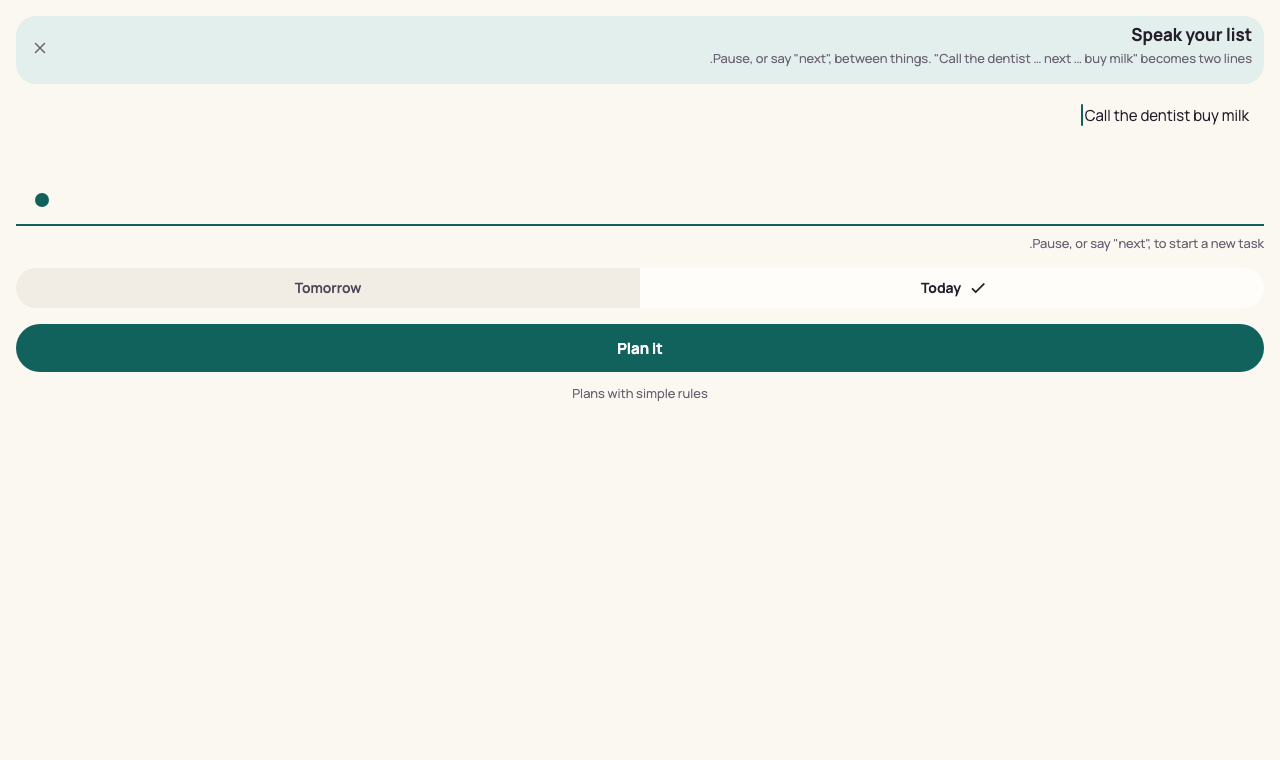 Speak your list
.Pause, or say "next", between things. "Call the dentist … next … buy milk" becomes two lines
Call the dentist buy milk
.Pause, or say "next", to start a new task
Today
Tomorrow
Plan it
Plans with simple rules